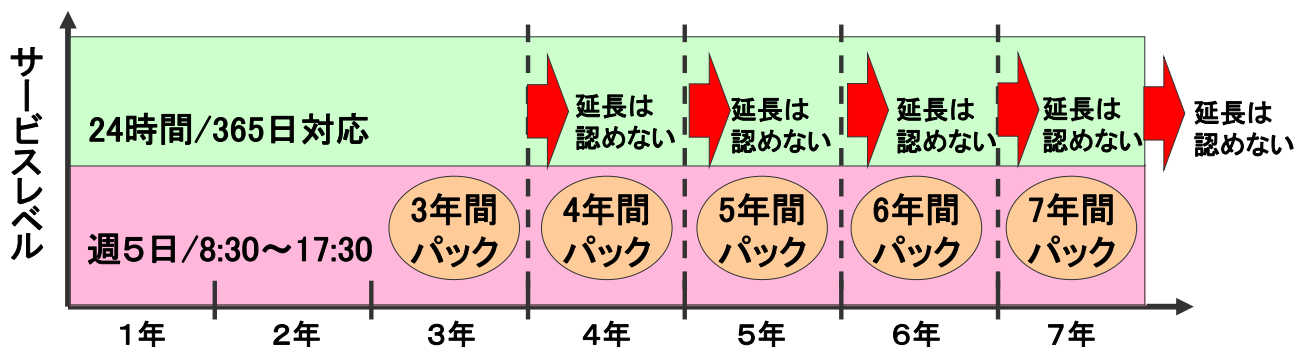 サービスレベル
24時間/365日対応
延長は
認めない
延長は
認めない
延長は
認めない
延長は
認めない
延長は
認めない
週５日/8:30～17:30
3年間
パック
4年間
パック
5年間
パック
6年間
パック
7年間
パック
１年
２年
３年
４年
５年
６年
７年